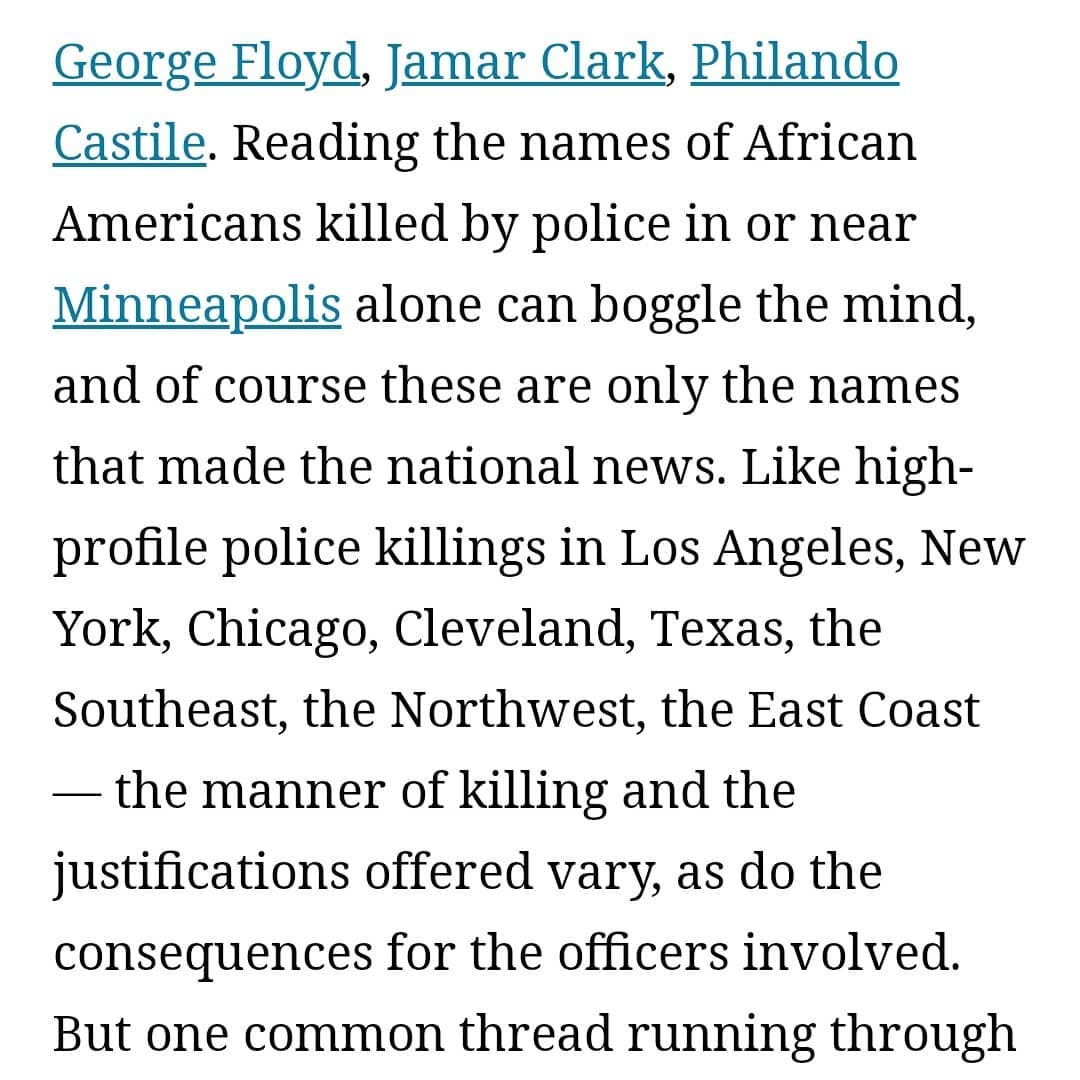 George Floyd, Jamar Clark, Philando
Castile. Reading the names of African
Americans killed by police in or near
Minneapolis alone can boggle the mind,
and of course these are only the names
that made the national news. Like high-
profile police killings in Los Angeles, New
York, Chicago, Cleveland, Texas, the
Southeast, the Northwest, the East Coast
— the manner of killing and the
justifications offered vary, as do the
consequences for the officers involved.
But one common thread running through